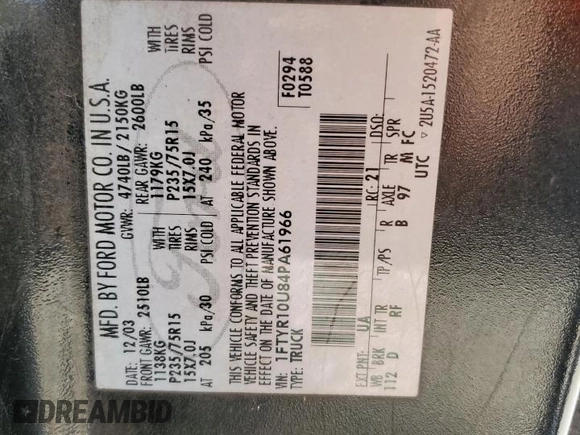 MFD. BY FORD MOTOR CO. IN U.S.A.
DATE: 12/03 GVWR: 4740LB/ 2150KG
FRONT GAWR: 2510LB REAR GAWR: 2600LB
1138KG WITH 1179KG WITH
P235/75R15 TIRES P235/75R15 TIRES
15X7.0J RIMS 15X7.0J RIMS
AT 205 kPa/30 PSI COLD AT 240 kPa/35 PSI COLD
THIS VEHICLE CONFORMS TO ALL APPLICABLE FEDERAL MOTOR
VEHICLE SAFETY AND THEFT PREVENTION STANDARDS IN
EFFECT ON THE DATE OF MANUFACTURE SHOWN ABOVE.
VIN: 1FTYR10U84PA61966 F0294
TYPE: TRUCK T0588
EXT PNT: UA RC: 21 DSO:
WB BRK INT TR TP/PS R AXLE TR SPR
112 D RF B 97 M FC
UTC ▽ 2U5A-1520472-AA
Ford
DREAMBID